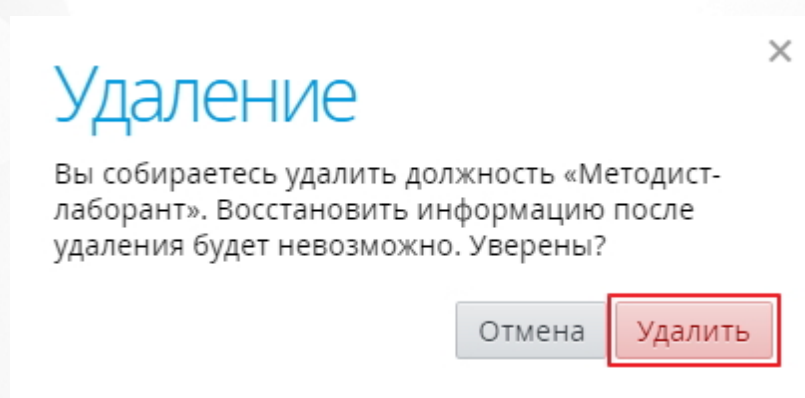 Удаление
Вы собираетесь удалить должность «Методист-
лаборант». Восстановить информацию после
удаления будет невозможно. Уверены?
Отмена
Удалить